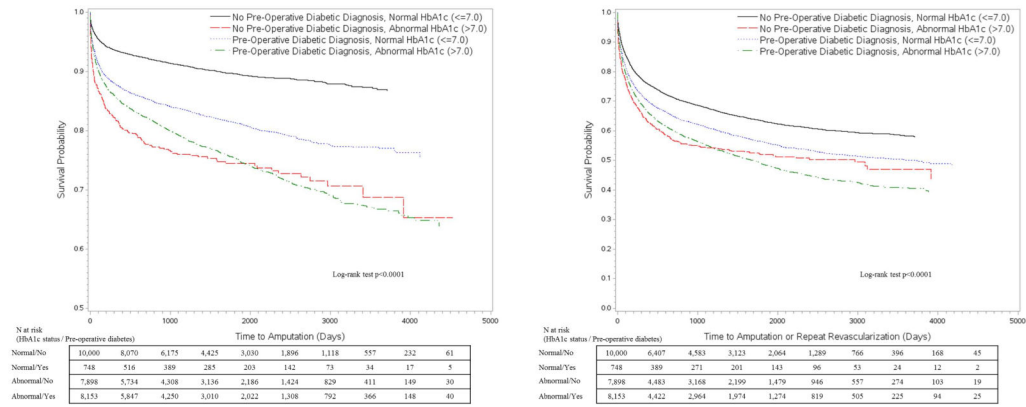 No Pre-Operative Diabetic Diagnosis, Normal HbA1c (<=7.0)
No Pre-Operative Diabetic Diagnosis, Abnormal HbA1c (>7.0)
Pre-Operative Diabetic Diagnosis, Normal HbA1c (<=7.0)
Pre-Operative Diabetic Diagnosis, Abnormal HbA1c (>7.0)
1.0
0.9
0.8
0.7
0.6
0.5
Survival Probability
Log-rank test p<0.0001
0 1000 2000 3000 4000 5000
Time to Amputation (Days)
N at risk
(HbA1c status / Pre-operative diabetes)
Normal/No 10,000 8,070 6,175 4,425 3,030 1,896 1,118 557 232 61
Normal/Yes 748 516 389 285 203 142 73 34 17 5
Abnormal/No 7,898 5,734 4,308 3,136 2,186 1,424 829 411 149 30
Abnormal/Yes 8,153 5,847 4,250 3,010 2,022 1,308 792 366 148 40
No Pre-Operative Diabetic Diagnosis, Normal HbA1c (<=7.0)
No Pre-Operative Diabetic Diagnosis, Abnormal HbA1c (>7.0)
Pre-Operative Diabetic Diagnosis, Normal HbA1c (<=7.0)
Pre-Operative Diabetic Diagnosis, Abnormal HbA1c (>7.0)
1.0
0.9
0.8
0.7
0.6
0.5
0.4
0.3
0.2
0.1
0.0
Survival Probability
Log-rank test p<0.0001
0 1000 2000 3000 4000 5000
Time to Amputation or Repeat Revascularization (Days)
N at risk
(HbA1c status / Pre-operative diabetes)
Normal/No 10,000 6,407 4,583 3,123 2,064 1,289 766 396 168 45
Normal/Yes 748 389 271 201 143 96 53 24 12 2
Abnormal/No 7,898 4,483 3,168 2,199 1,479 946 557 274 103 19
Abnormal/Yes 8,153 4,422 2,964 1,974 1,274 819 505 225 94 25